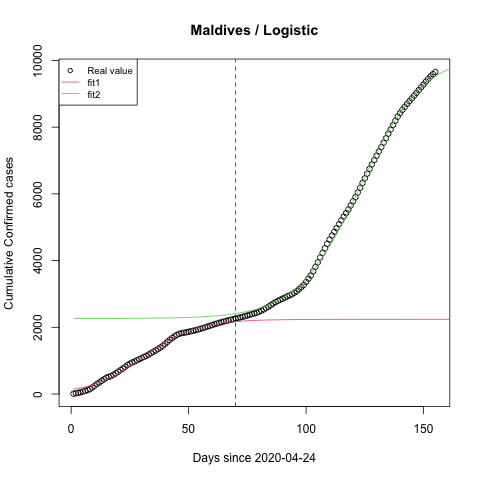 Maldives / Logistic
Real value
fit1
fit2
Cumulative Confirmed cases
10000
8000
6000
4000
2000
0
0 50 100 150
Days since 2020-04-24